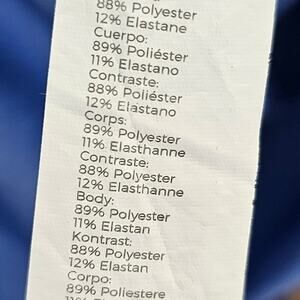 88% Polyester
12% Elastane
Cuerpo:
89% Poliéster
11% Elastano
Contraste:
88% Poliéster
12% Elastano
Corps:
89% Polyester
11% Elasthanne
Contraste:
88% Polyester
12% Elasthanne
Body:
89% Polyester
11% Elastan
Kontrast:
88% Polyester
12% Elastan
Corpo:
89% Poliestere